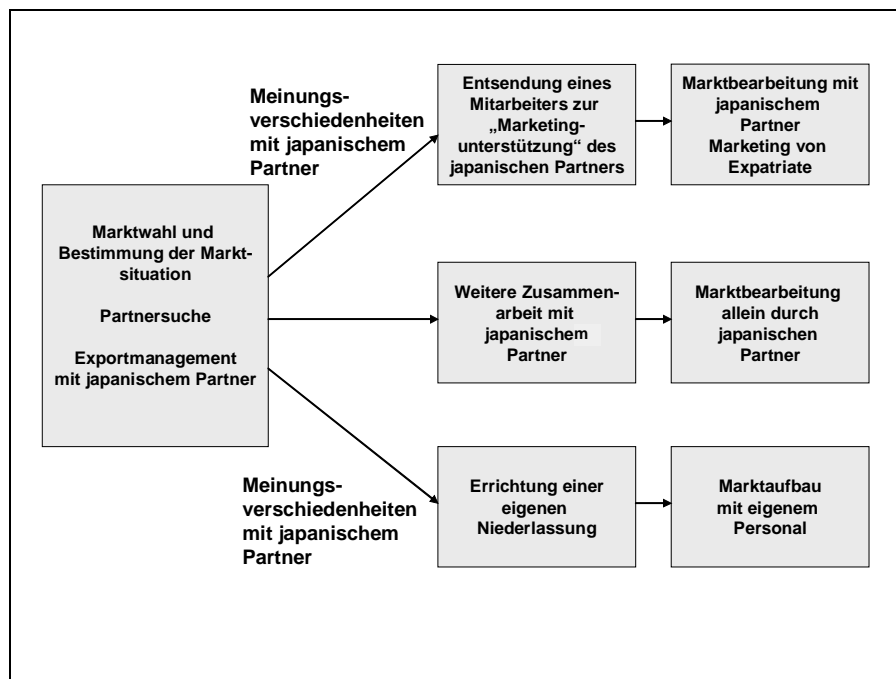 Meinungs-
verschiedenheiten
mit japanischem
Partner
Entsendung eines
Mitarbeiters zur
„Marketing-
unterstützung“ des
japanischen Partners
Marktbearbeitung mit
japanischem
Partner
Marketing von
Expatriate
Marktwahl und
Bestimmung der Markt-
situation
Partnersuche
Exportmanagement
mit japanischem Partner
Weitere Zusammen-
arbeit mit
japanischem
Partner
Marktbearbeitung
allein durch
japanischen
Partner
Meinungs-
verschiedenheiten
mit japanischem
Partner
Errichtung einer
eigenen
Niederlassung
Marktaufbau
mit eigenem
Personal